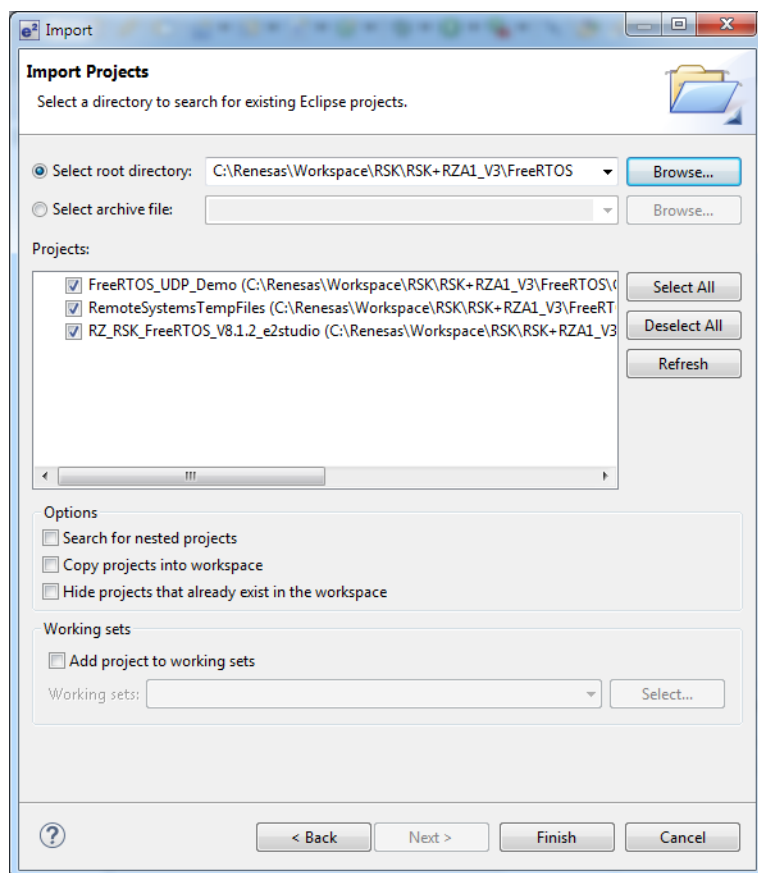 e² Import
Import Projects
Select a directory to search for existing Eclipse projects.
Select root directory: C:\Renesas\Workspace\RSK\RSK+RZA1_V3\FreeRTOS Browse...
Select archive file: Browse...
Projects:
FreeRTOS_UDP_Demo (C:\Renesas\Workspace\RSK\RSK+RZA1_V3\FreeRTOS\
Select All
RemoteSystemsTempFiles (C:\Renesas\Workspace\RSK\RSK+RZA1_V3\FreeRT
RZ_RSK_FreeRTOS_V8.1.2_e2studio (C:\Renesas\Workspace\RSK\RSK+RZA1_V3
Deselect All
Refresh
Options
Search for nested projects
Copy projects into workspace
Hide projects that already exist in the workspace
Working sets
Add project to working sets
Working sets: Select...
? < Back Next > Finish Cancel